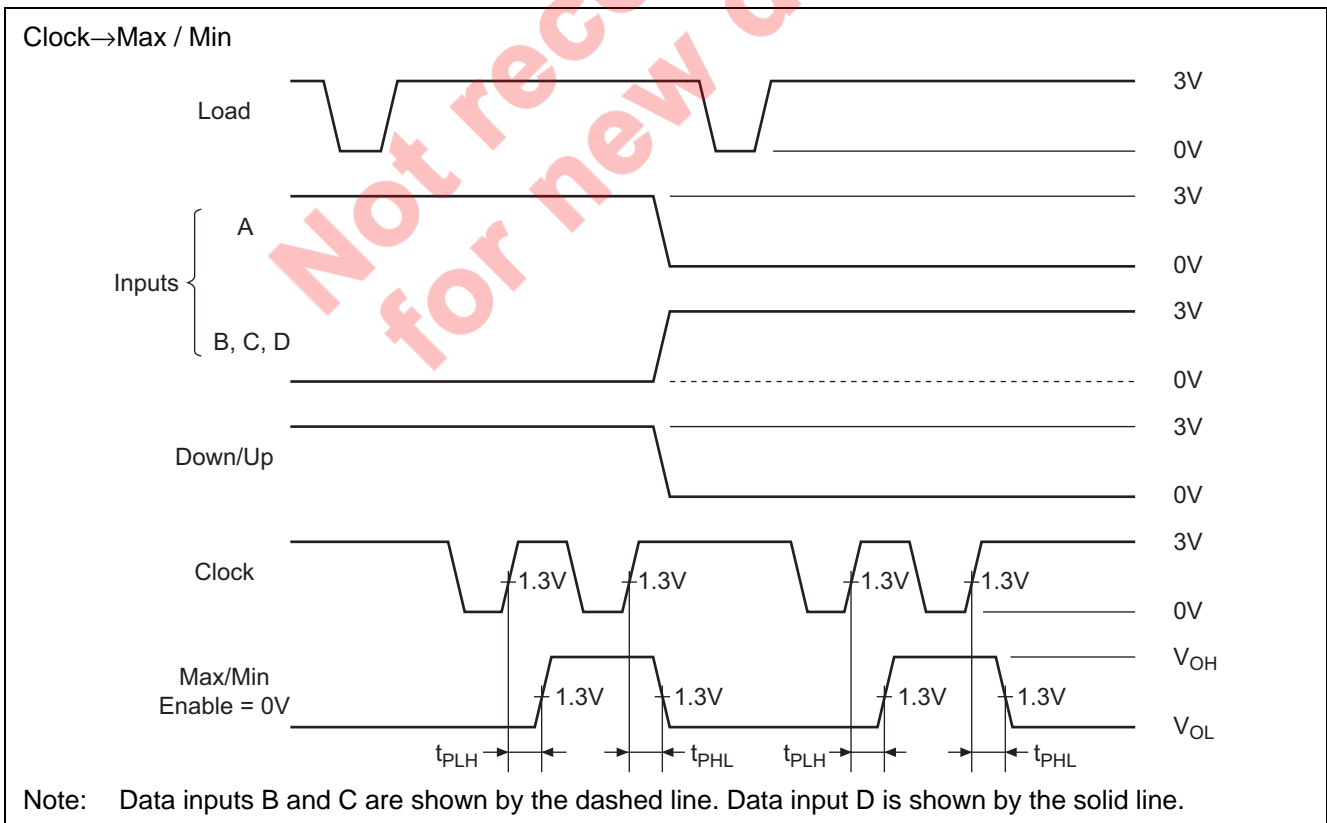 Clock→Max / Min
Load
3V
0V
Inputs
A
3V
0V
B, C, D
3V
0V
Down/Up
3V
0V
Clock
1.3V
1.3V
1.3V
1.3V
3V
0V
Max/Min
Enable = 0V
1.3V
1.3V
1.3V
1.3V
VOH
VOL
tPLH
tPHL
tPLH
tPHL
Note: Data inputs B and C are shown by the dashed line. Data input D is shown by the solid line.
Not
for new